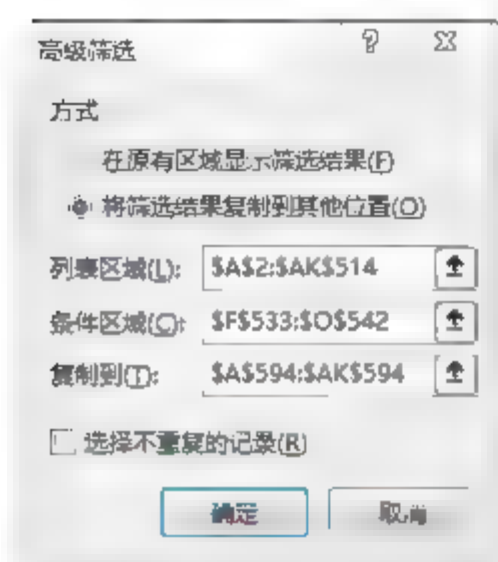 高级筛选
方式
在原有区域显示筛选结果(F)
将筛选结果复制到其他位置(O)
列表区域(L): $A$2:$AK$514
条件区域(C): $F$533:$O$542
复制到(T): $A$594:$AK$594
选择不重复的记录(R)
确定 取消